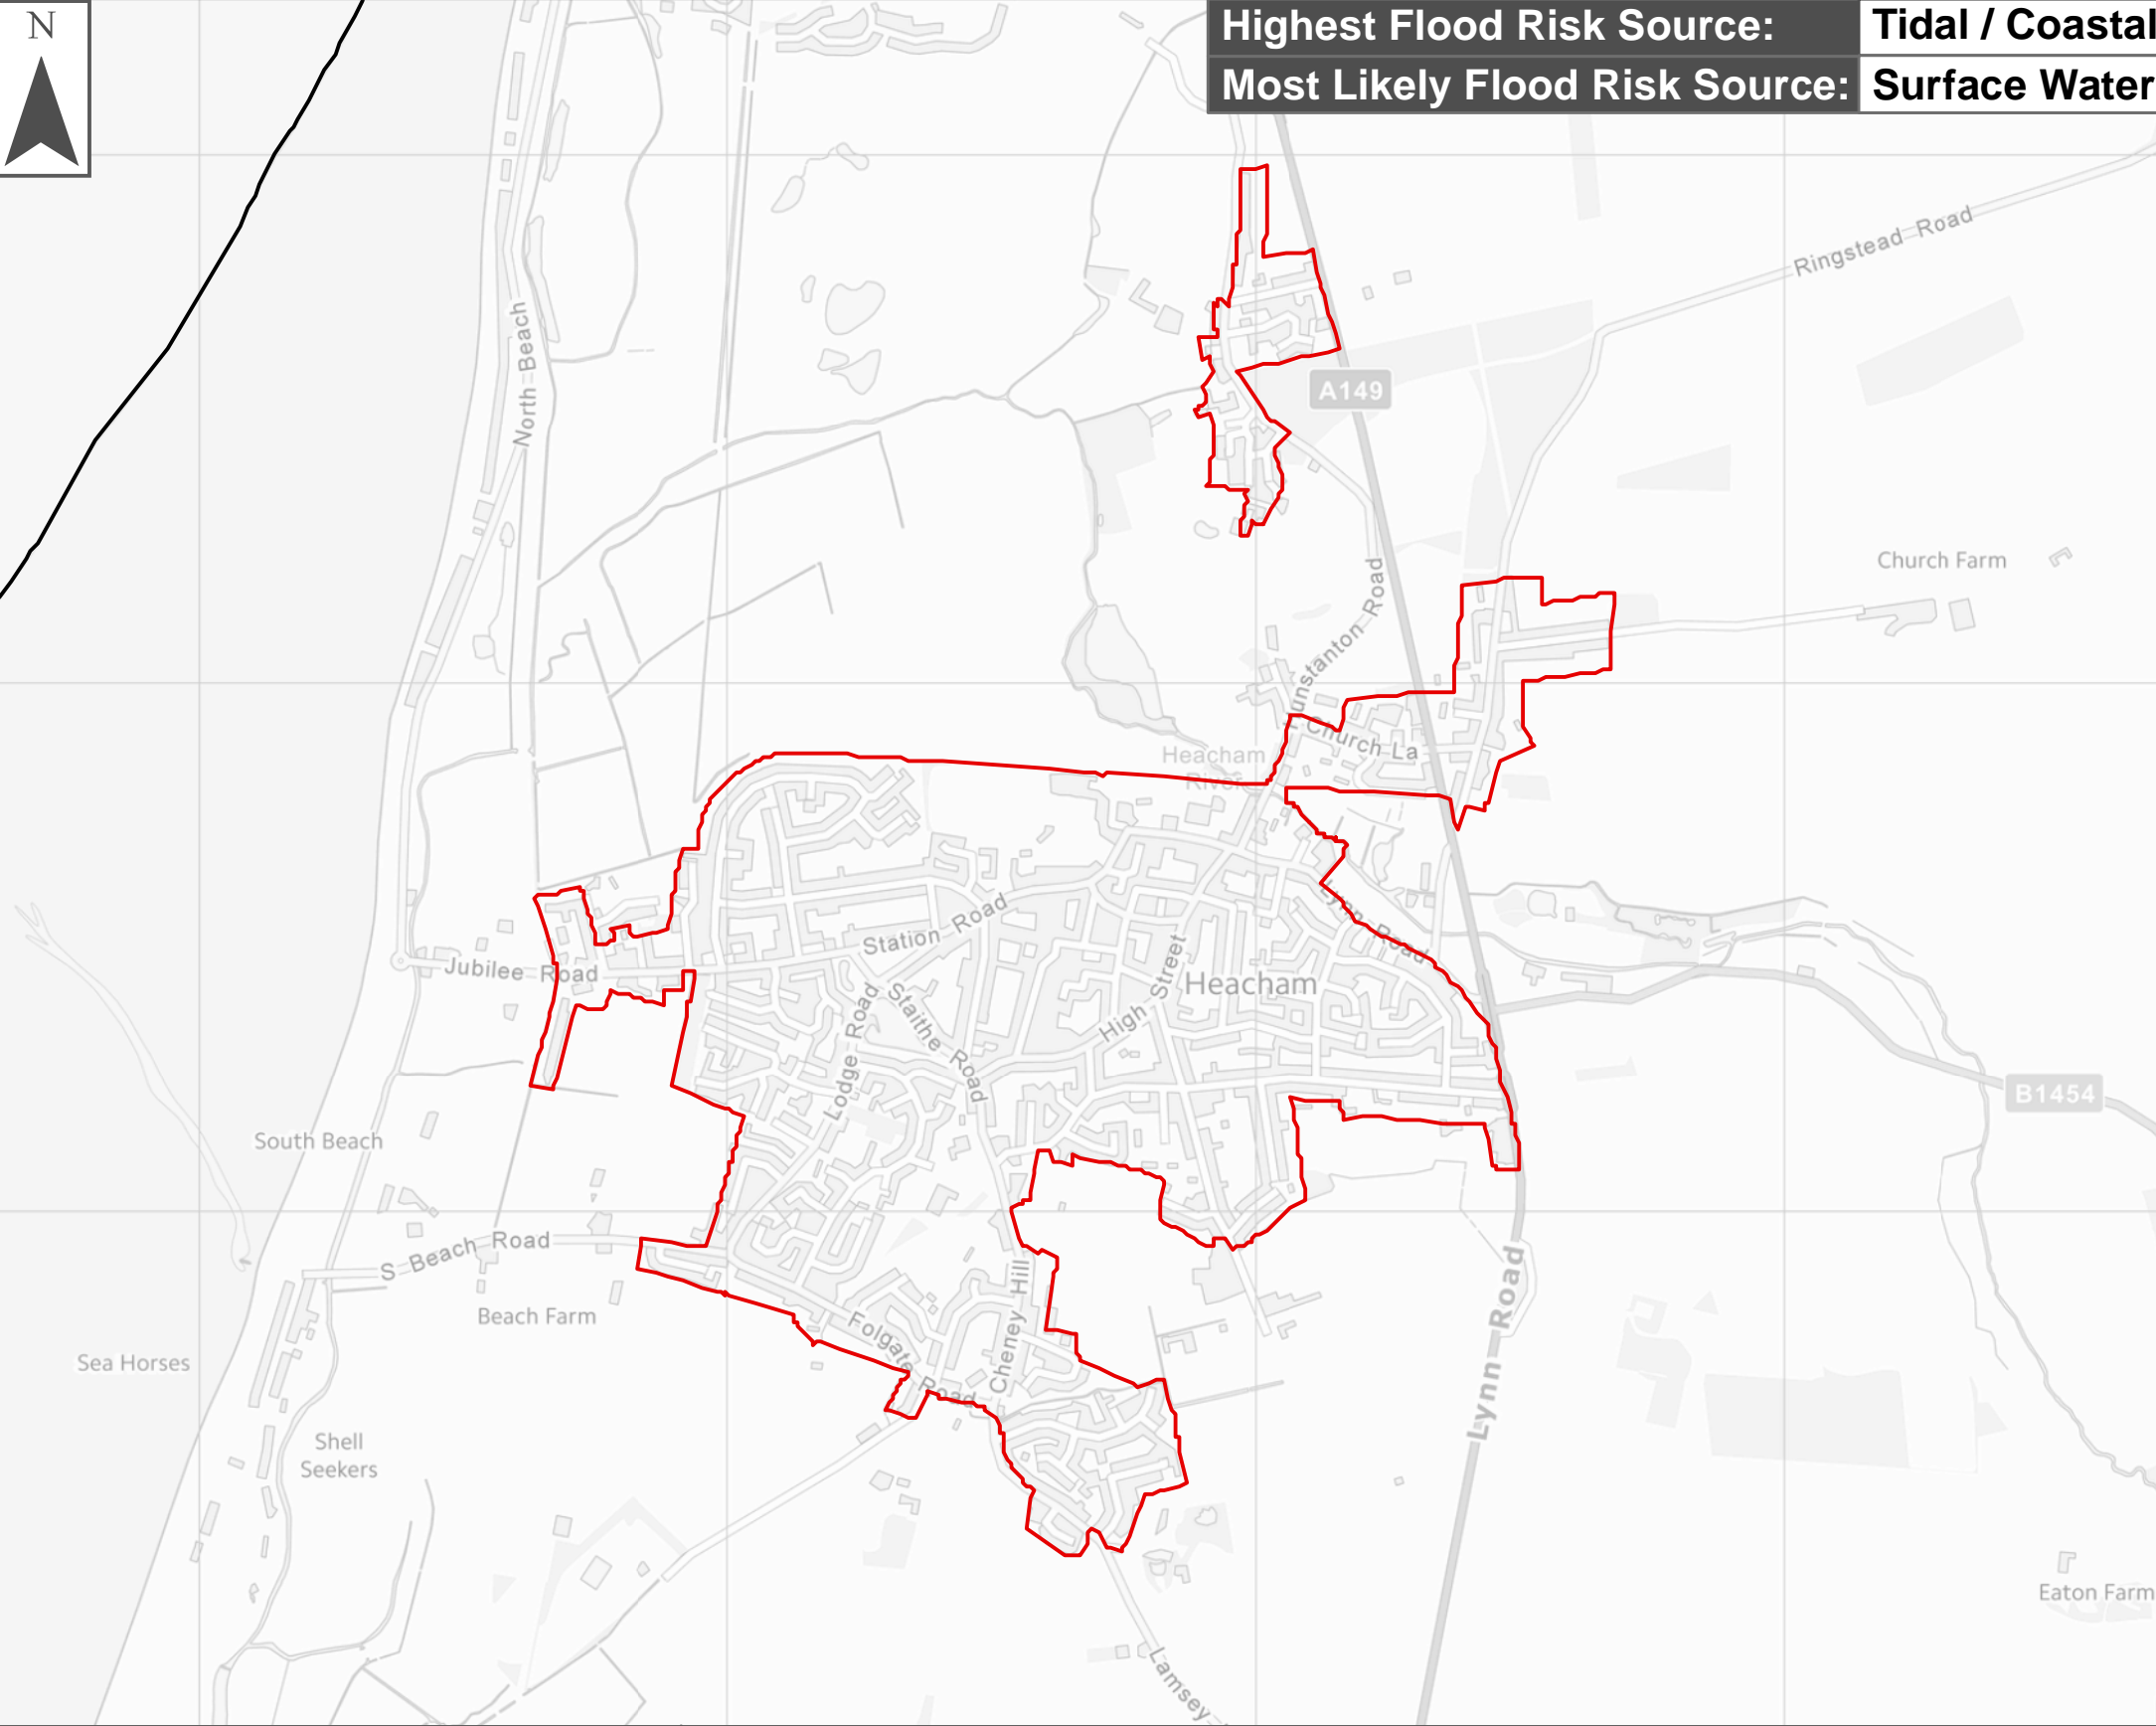 N
Highest Flood Risk Source: Tidal / Coastal
Most Likely Flood Risk Source: Surface Water
Ringstead Road
North Beach
A149
Church Farm
Hunstanton Road
Church La
Heacham
River
Lynn Road
Station Road
Jubilee Road
Heacham
High Street
Lodge Road
Staithe Road
B1454
South Beach
S Beach Road
Beach Farm
Cheney Hill
Folgate Road
Lynn Road
Sea Horses
Shell
Seekers
Eaton Farm
Lamsey